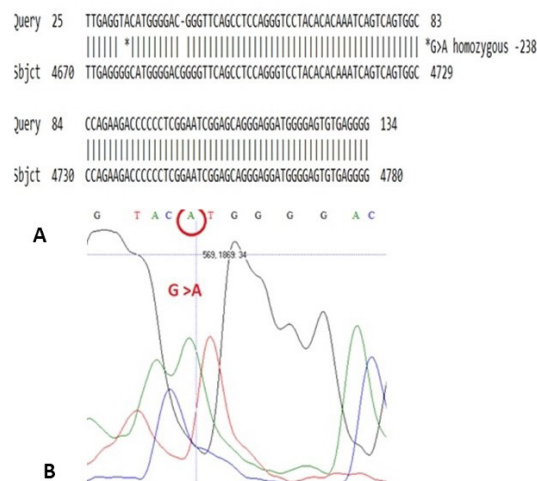 Query 25 TTGAGGTACATGGGGAC-GGGTTCAGCCTCCAGGGTCCTACACACAAATCAGTCAGTGGC 83
|||||| *||||||||| |||||||||||||||||||||||||||||||||||||||||| *G>A homozygous -238
Sbjct 4670 TTGAGGGGCATGGGGACGGGGTTCAGCCTCCAGGGTCCTACACACAAATCAGTCAGTGGC 4729
Query 84 CCAGAAGACCCCCCTCGGAATCGGAGCAGGGAGGATGGGGAGTGTGAGGGG 134
|||||||||||||||||||||||||||||||||||||||||||||||||||
Sbjct 4730 CCAGAAGACCCCCCTCGGAATCGGAGCAGGGAGGATGGGGAGTGTGAGGGG 4780
G T A C A T G G G G A C
A
569,1869.34
G >A
B